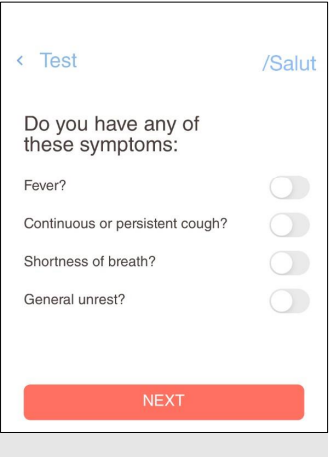 < Test
/Salut
Do you have any of
these symptoms:
Fever?
Continuous or persistent cough?
Shortness of breath?
General unrest?
NEXT